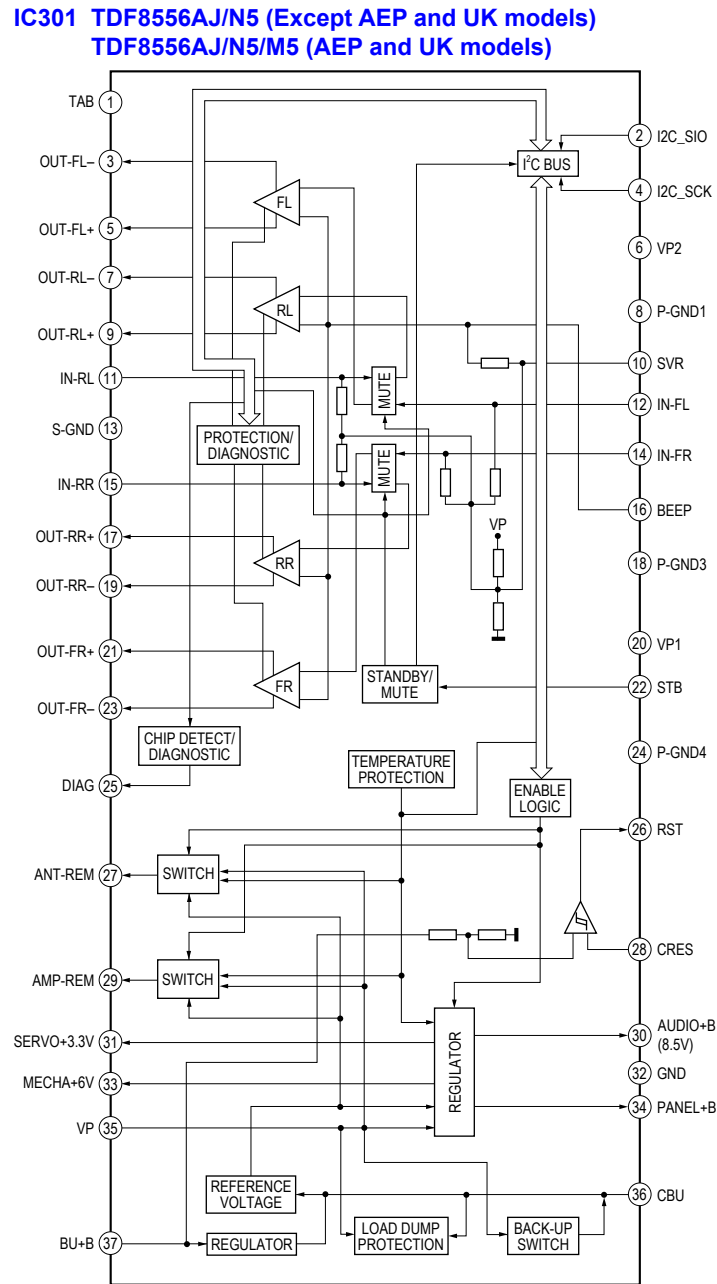 IC301 TDF8556AJ/N5 (Except AEP and UK models)
TDF8556AJ/N5/M5 (AEP and UK models)
TAB 1
2 I2C_SIO
OUT-FL– 3
I²C BUS
4 I2C_SCK
FL
OUT-FL+ 5
6 VP2
OUT-RL– 7
8 P-GND1
RL
OUT-RL+ 9
10 SVR
IN-RL 11
MUTE
12 IN-FL
S-GND 13
PROTECTION/
DIAGNOSTIC
MUTE
14 IN-FR
IN-RR 15
16 BEEP
VP
OUT-RR+ 17
RR
18 P-GND3
OUT-RR– 19
20 VP1
OUT-FR+ 21
FR
STANDBY/
MUTE
22 STB
OUT-FR– 23
CHIP DETECT/
DIAGNOSTIC
24 P-GND4
TEMPERATURE
PROTECTION
DIAG 25
ENABLE
LOGIC
26 RST
ANT-REM 27
SWITCH
28 CRES
AMP-REM 29
SWITCH
30 AUDIO+B
(8.5V)
SERVO+3.3V 31
REGULATOR
32 GND
MECHA+6V 33
34 PANEL+B
VP 35
REFERENCE
VOLTAGE
36 CBU
BU+B 37
REGULATOR
LOAD DUMP
PROTECTION
BACK-UP
SWITCH